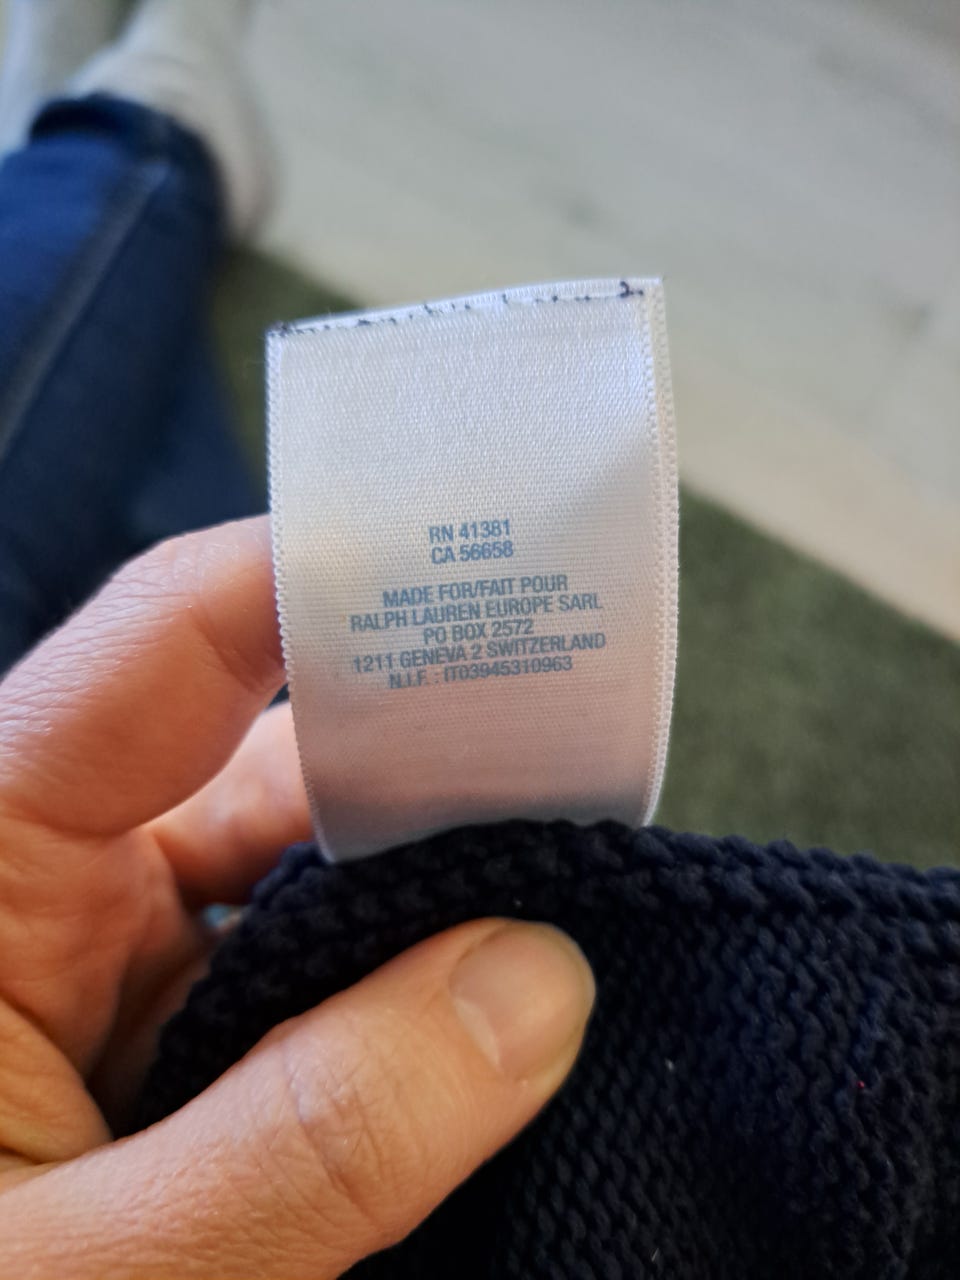 RN 41381
CA 56658
MADE FOR/FAIT POUR
RALPH LAUREN EUROPE SARL
PO BOX 2572
1211 GENEVA 2 SWITZERLAND
N.I.F. : IT03945310963